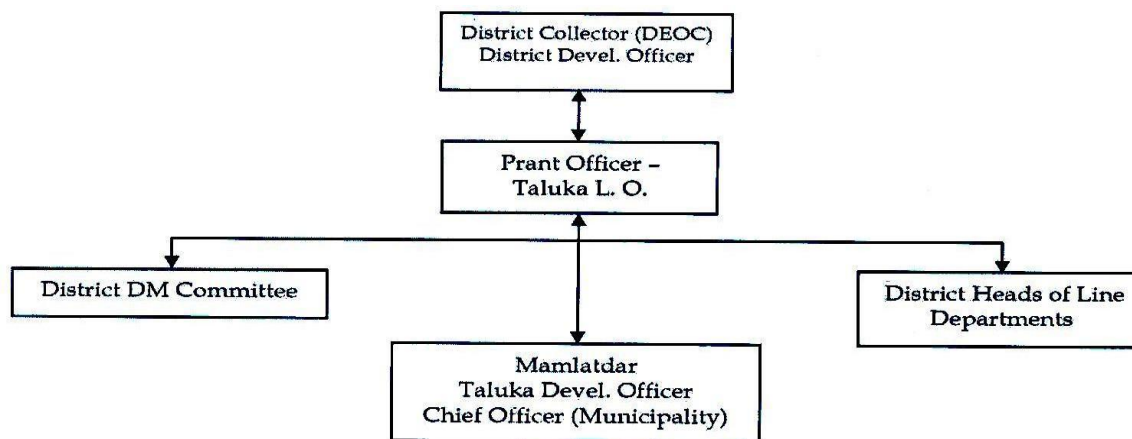 District Collector (DEOC)
District Devel. Officer
Prant Officer –
Taluka L. O.
District DM Committee
District Heads of Line
Departments
Mamlatdar
Taluka Devel. Officer
Chief Officer (Municipality)